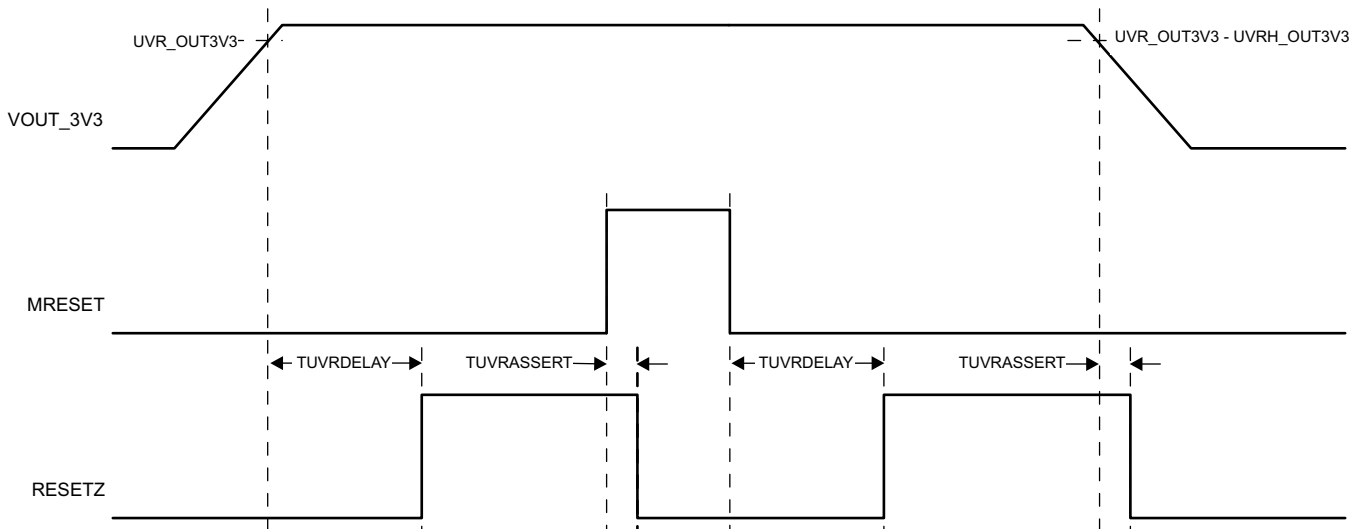 UVR_OUT3V3
UVR_OUT3V3 - UVRH_OUT3V3
VOUT_3V3
MRESET
TUVRDELAY
TUVRASSERT
TUVRDELAY
TUVRASSERT
RESETZ